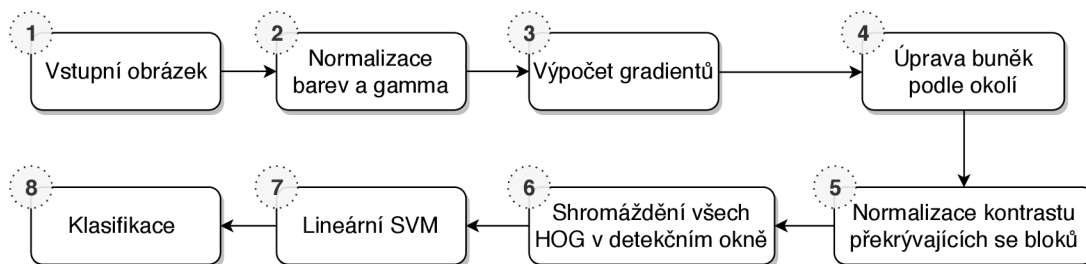 1
Vstupní obrázek
2
Normalizace
barev a gamma
3
Výpočet gradientů
4
Úprava buněk
podle okolí
5
Normalizace kontrastu
překrývajících se bloků
6
Shromáždění všech
HOG v detekčním okně
7
Lineární SVM
8
Klasifikace